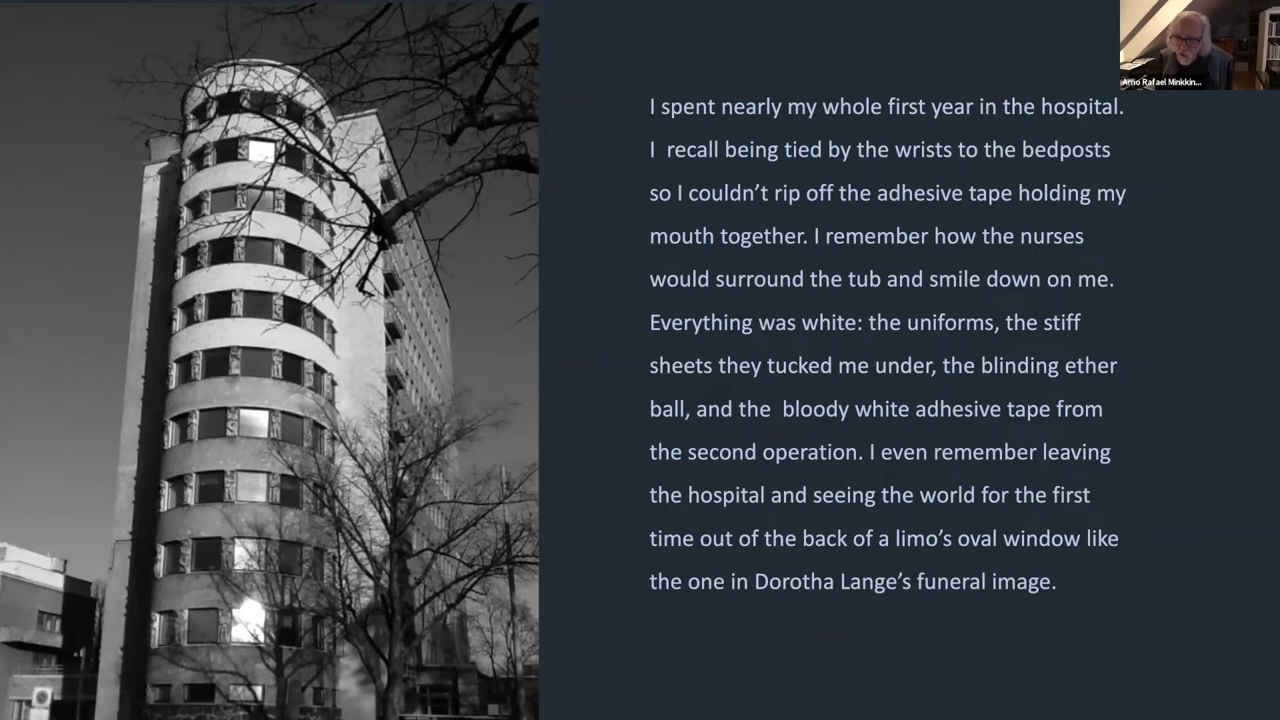 Arno Rafael Minkkin...
I spent nearly my whole first year in the hospital.
I recall being tied by the wrists to the bedposts
so I couldn’t rip off the adhesive tape holding my
mouth together. I remember how the nurses
would surround the tub and smile down on me.
Everything was white: the uniforms, the stiff
sheets they tucked me under, the blinding ether
ball, and the bloody white adhesive tape from
the second operation. I even remember leaving
the hospital and seeing the world for the first
time out of the back of a limo’s oval window like
the one in Dorotha Lange’s funeral image.